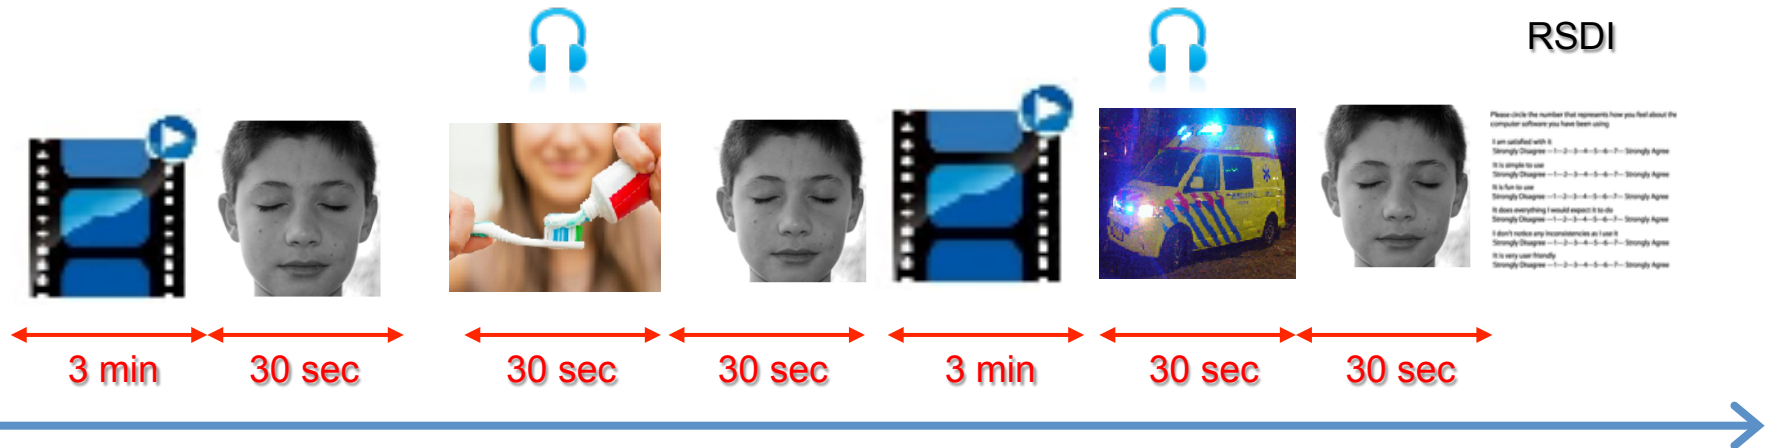 RSDI
Please circle the number that represents how you feel about the
computer software you have been using
I am satisfied with it
Strongly Disagree ---1---2---3---4---5---6---7--- Strongly Agree
It is simple to use
Strongly Disagree ---1---2---3---4---5---6---7--- Strongly Agree
It is fun to use
Strongly Disagree ---1---2---3---4---5---6---7--- Strongly Agree
It does everything I would expect it to do
Strongly Disagree ---1---2---3---4---5---6---7--- Strongly Agree
I don't notice any inconsistencies as I use it
Strongly Disagree ---1---2---3---4---5---6---7--- Strongly Agree
It is very user friendly
Strongly Disagree ---1---2---3---4---5---6---7--- Strongly Agree
3 min
30 sec
30 sec
30 sec
3 min
30 sec
30 sec